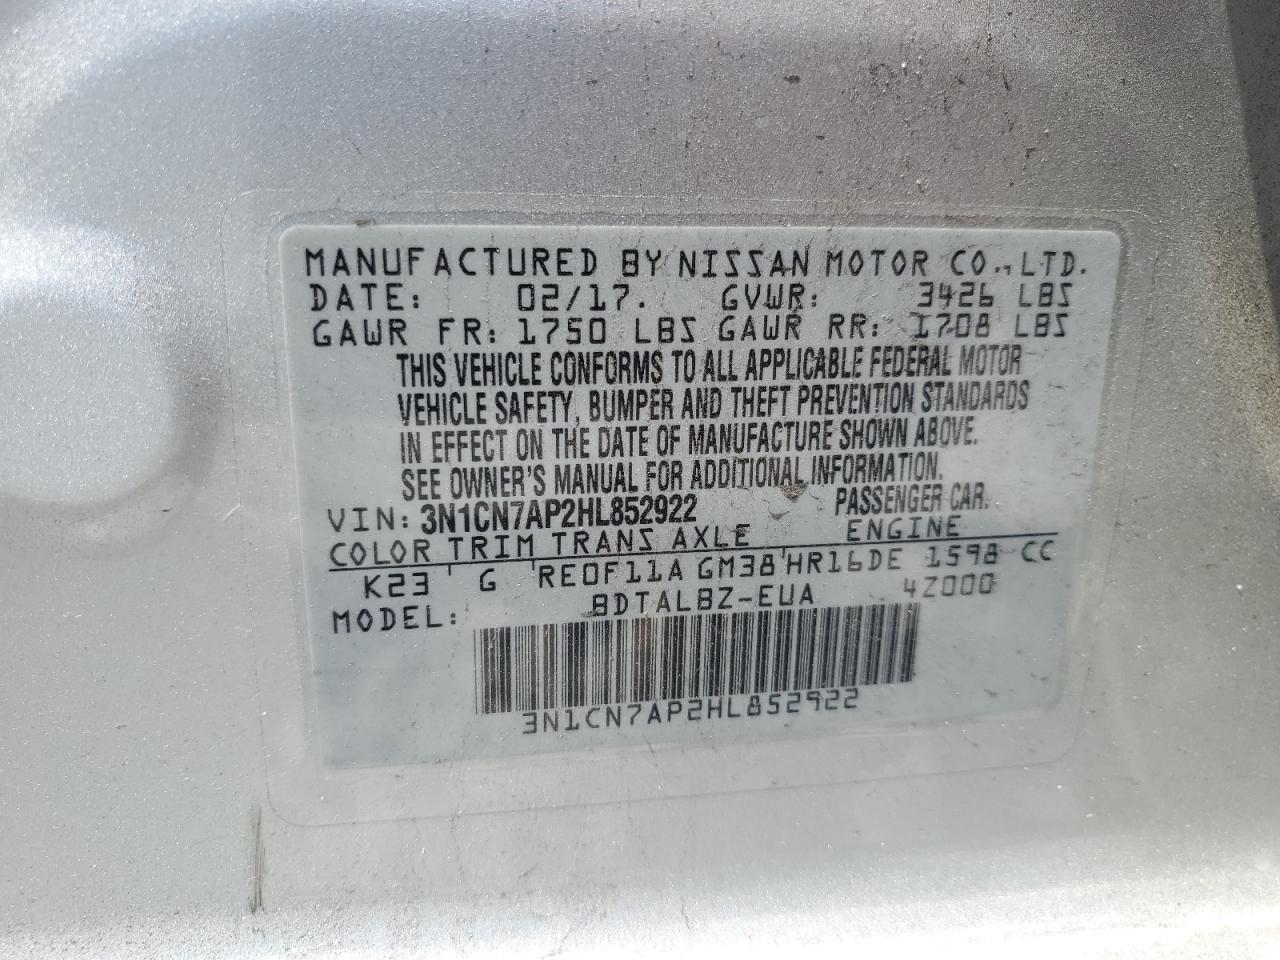 MANUFACTURED BY NISSAN MOTOR CO., LTD.
DATE: 02/17. GVWR: 3426 LBS
GAWR FR: 1750 LBS GAWR RR: 1708 LBS
THIS VEHICLE CONFORMS TO ALL APPLICABLE FEDERAL MOTOR
VEHICLE SAFETY, BUMPER AND THEFT PREVENTION STANDARDS
IN EFFECT ON THE DATE OF MANUFACTURE SHOWN ABOVE.
SEE OWNER'S MANUAL FOR ADDITIONAL INFORMATION.
VIN: 3N1CN7AP2HL852922 PASSENGER CAR.
COLOR TRIM TRANS AXLE ENGINE
K23 G RE0F11A GM38 HR16DE 1598 CC
MODEL: BDTALBZ-EUA 4Z000
3N1CN7AP2HL852922